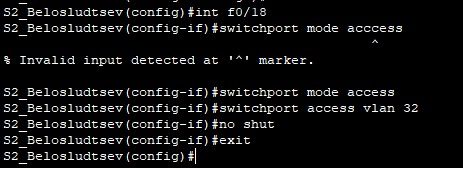 S2_Belosludtsev(config)#int f0/18
S2_Belosludtsev(config-if)#switchport mode acccess
^
% Invalid input detected at '^' marker.
S2_Belosludtsev(config-if)#switchport mode access
S2_Belosludtsev(config-if)#switchport access vlan 32
S2_Belosludtsev(config-if)#no shut
S2_Belosludtsev(config-if)#exit
S2_Belosludtsev(config)#